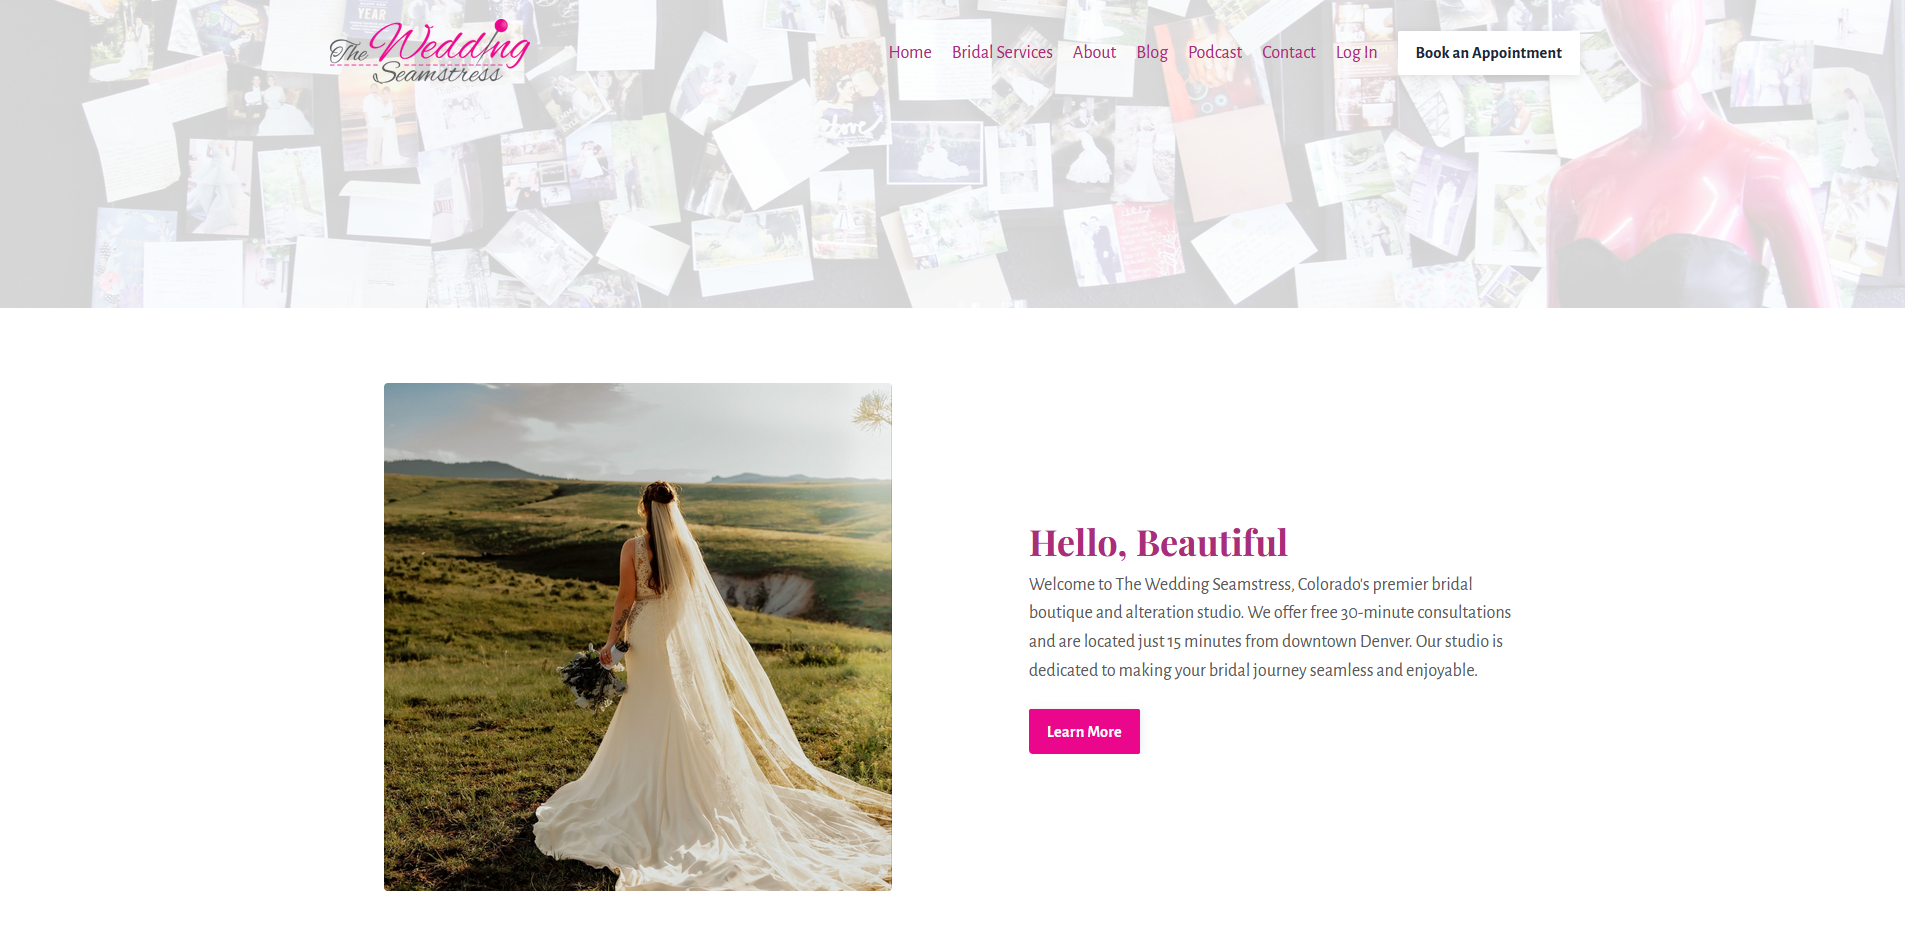 The Wedding
Seamstress
Home Bridal Services About Blog Podcast Contact Log In Book an Appointment
YEAR
love
Hello, Beautiful
Welcome to The Wedding Seamstress, Colorado's premier bridal
boutique and alteration studio. We offer free 30-minute consultations
and are located just 15 minutes from downtown Denver. Our studio is
dedicated to making your bridal journey seamless and enjoyable.
Learn More